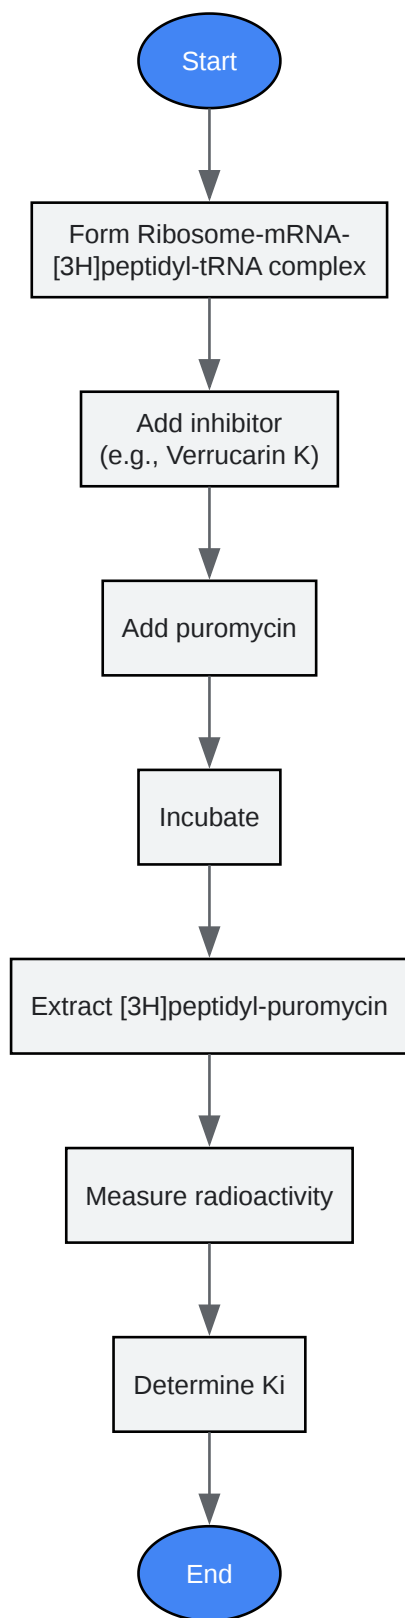 Start
Form Ribosome-mRNA-
[3H]peptidyl-tRNA complex
Add inhibitor
(e.g., Verrucarin K)
Add puromycin
Incubate
Extract [3H]peptidyl-puromycin
Measure radioactivity
Determine Ki
End